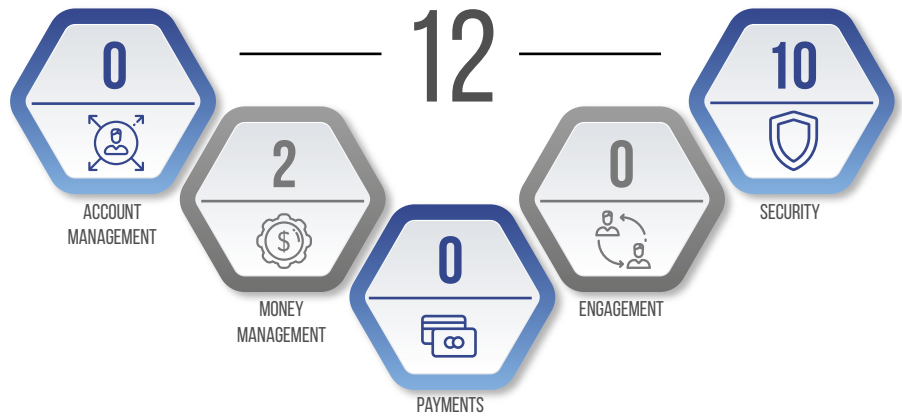 12
0
ACCOUNT
MANAGEMENT
2
$
MONEY
MANAGEMENT
0
PAYMENTS
0
ENGAGEMENT
10
SECURITY